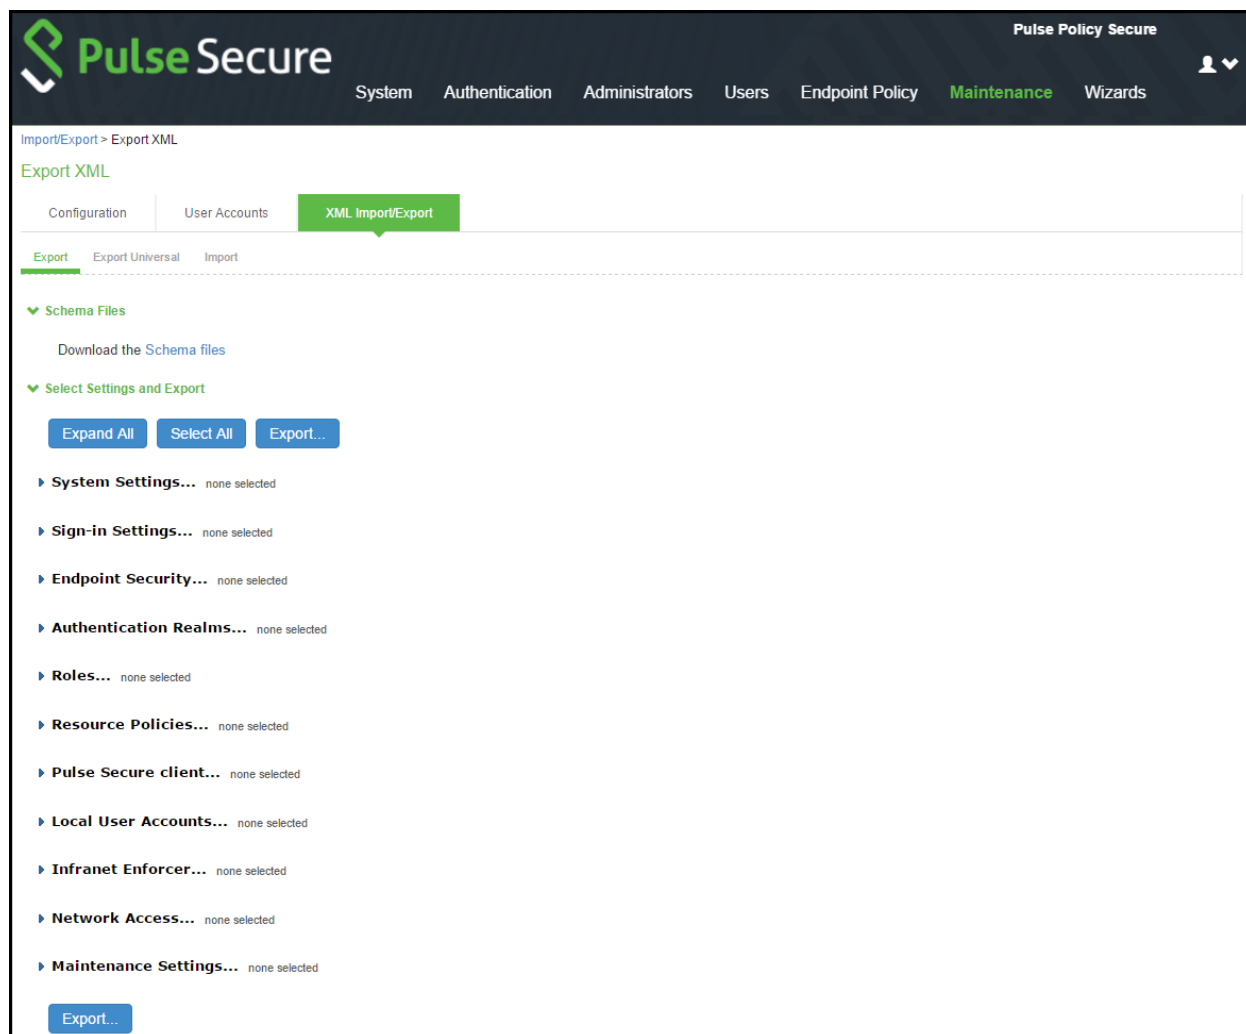 Pulse Secure
Pulse Policy Secure
System Authentication Administrators Users Endpoint Policy Maintenance Wizards
Import/Export > Export XML
Export XML
Configuration User Accounts XML Import/Export
Export Export Universal Import
Schema Files
Download the Schema files
Select Settings and Export
Expand All Select All Export...
System Settings... none selected
Sign-in Settings... none selected
Endpoint Security... none selected
Authentication Realms... none selected
Roles... none selected
Resource Policies... none selected
Pulse Secure client... none selected
Local User Accounts... none selected
Infranet Enforcer... none selected
Network Access... none selected
Maintenance Settings... none selected
Export...